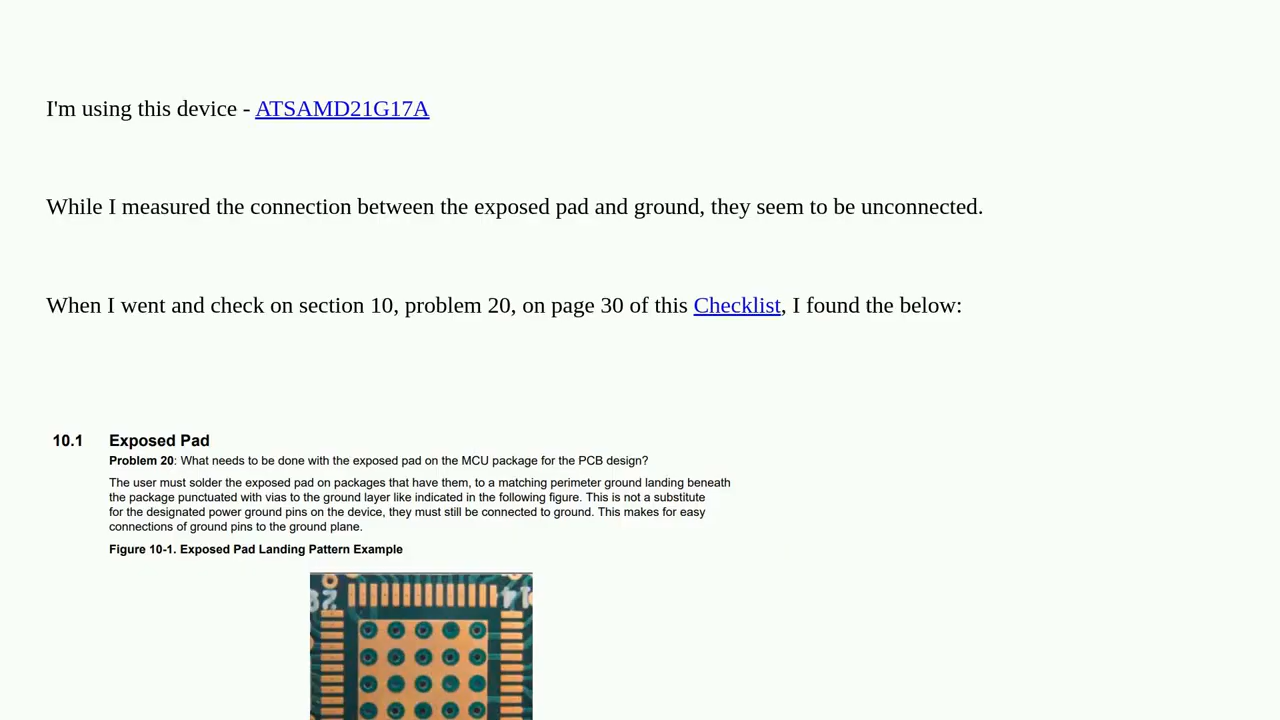 I'm using this device - ATSAMD21G17A
While I measured the connection between the exposed pad and ground, they seem to be unconnected.
When I went and check on section 10, problem 20, on page 30 of this Checklist, I found the below:
10.1 Exposed Pad
Problem 20: What needs to be done with the exposed pad on the MCU package for the PCB design?
The user must solder the exposed pad on packages that have them, to a matching perimeter ground landing beneath
the package punctuated with vias to the ground layer like indicated in the following figure. This is not a substitute
for the designated power ground pins on the device, they must still be connected to ground. This makes for easy
connections of ground pins to the ground plane.
Figure 10-1. Exposed Pad Landing Pattern Example